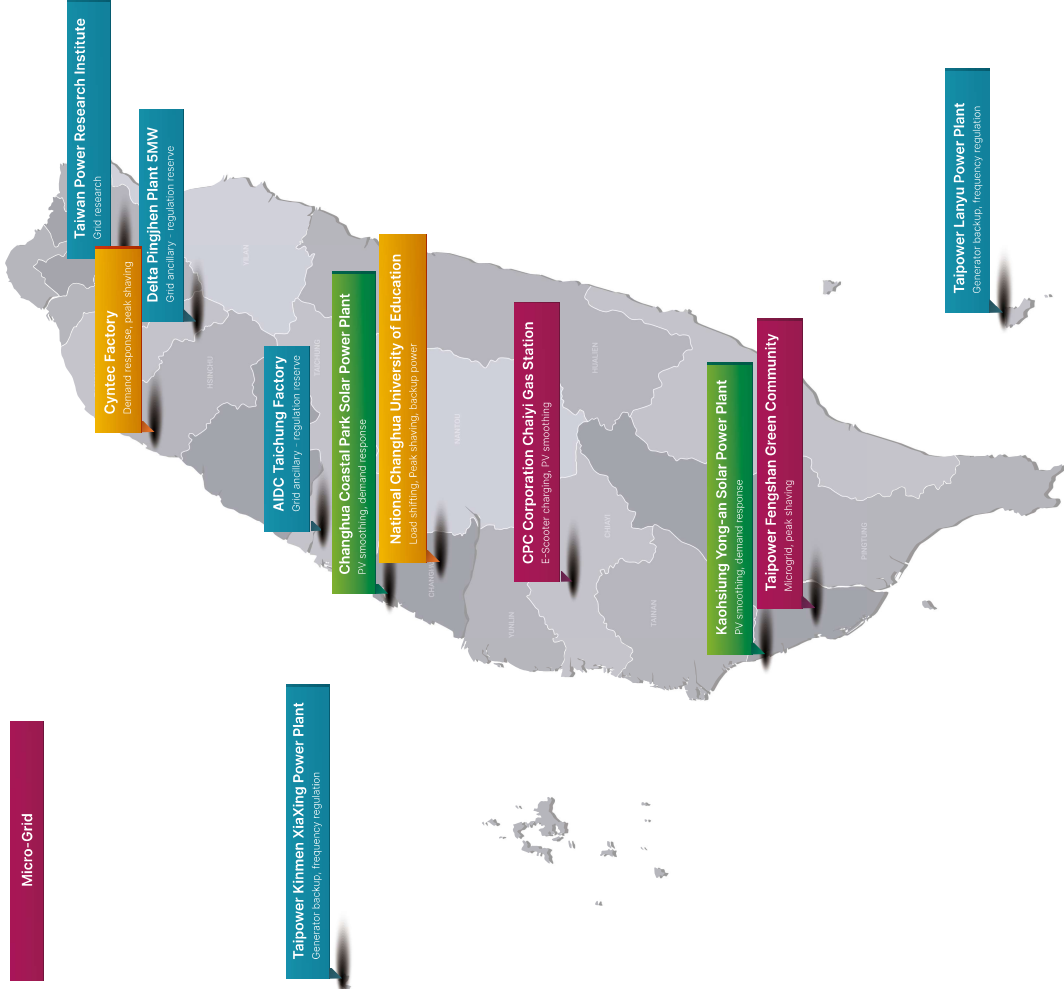 Taiwan Power Research Institute
Grid research
Delta Pingjhen Plant 5MW
Grid ancillary - regulation reserve
Cyntec Factory
Demand response, peak shaving
AIDC Taichung Factory
Grid ancillary - regulation reserve
Changhua Coastal Park Solar Power Plant
PV smoothing, demand response
National Changhua University of Education
Load shifting, Peak shaving, backup power
CPC Corporation Chaiyi Gas Station
E-Scooter charging, PV smoothing
Kaohsiung Yong-an Solar Power Plant
PV smoothing, demand response
Taipower Fengshan Green Community
Microgrid, peak shaving
Taipower Lanyu Power Plant
Generator backup, frequency regulation
Taipower Kinmen XiaXing Power Plant
Generator backup, frequency regulation
Micro-Grid
YILAN
HSINCHU
TAICHUNG
NANTOU
HUALIEN
YUNLIN
CHIAYI
TAINAN
PINGTUNG